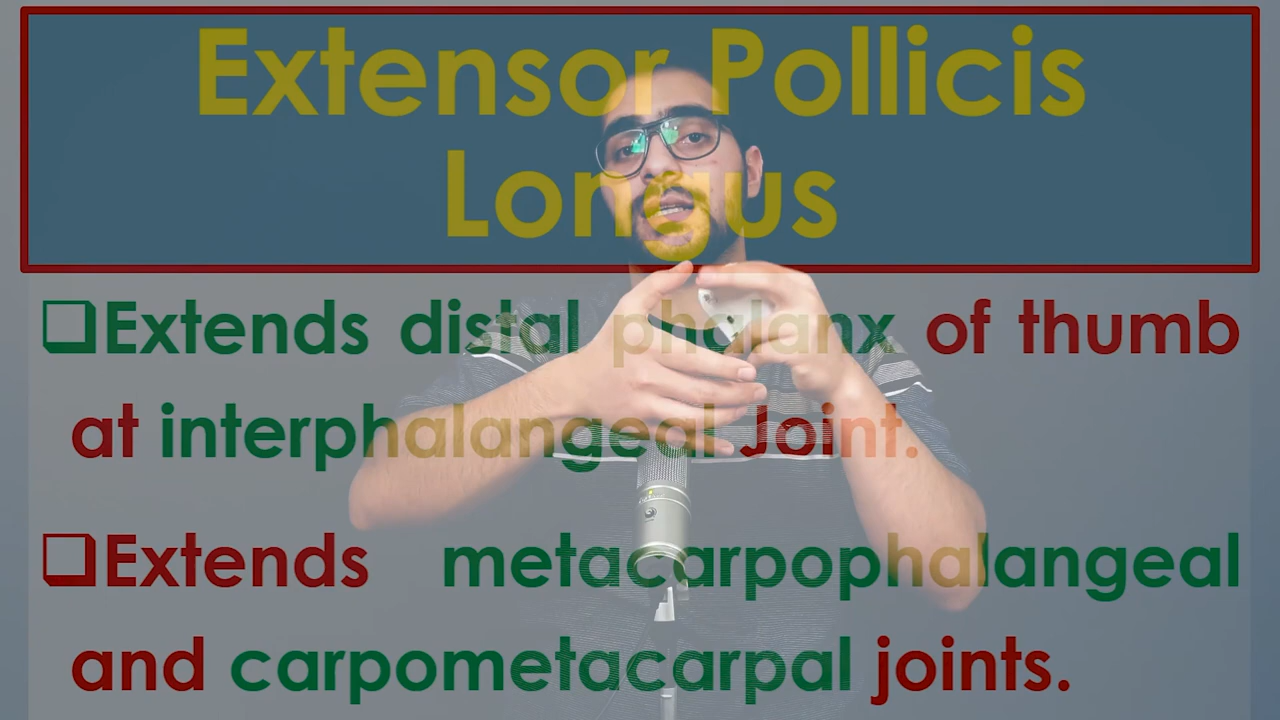 Extensor Pollicis
Longus
❑Extends distal phalanx of thumb
at interphalangeal Joint.
❑Extends metacarpophalangeal
and carpometacarpal joints.